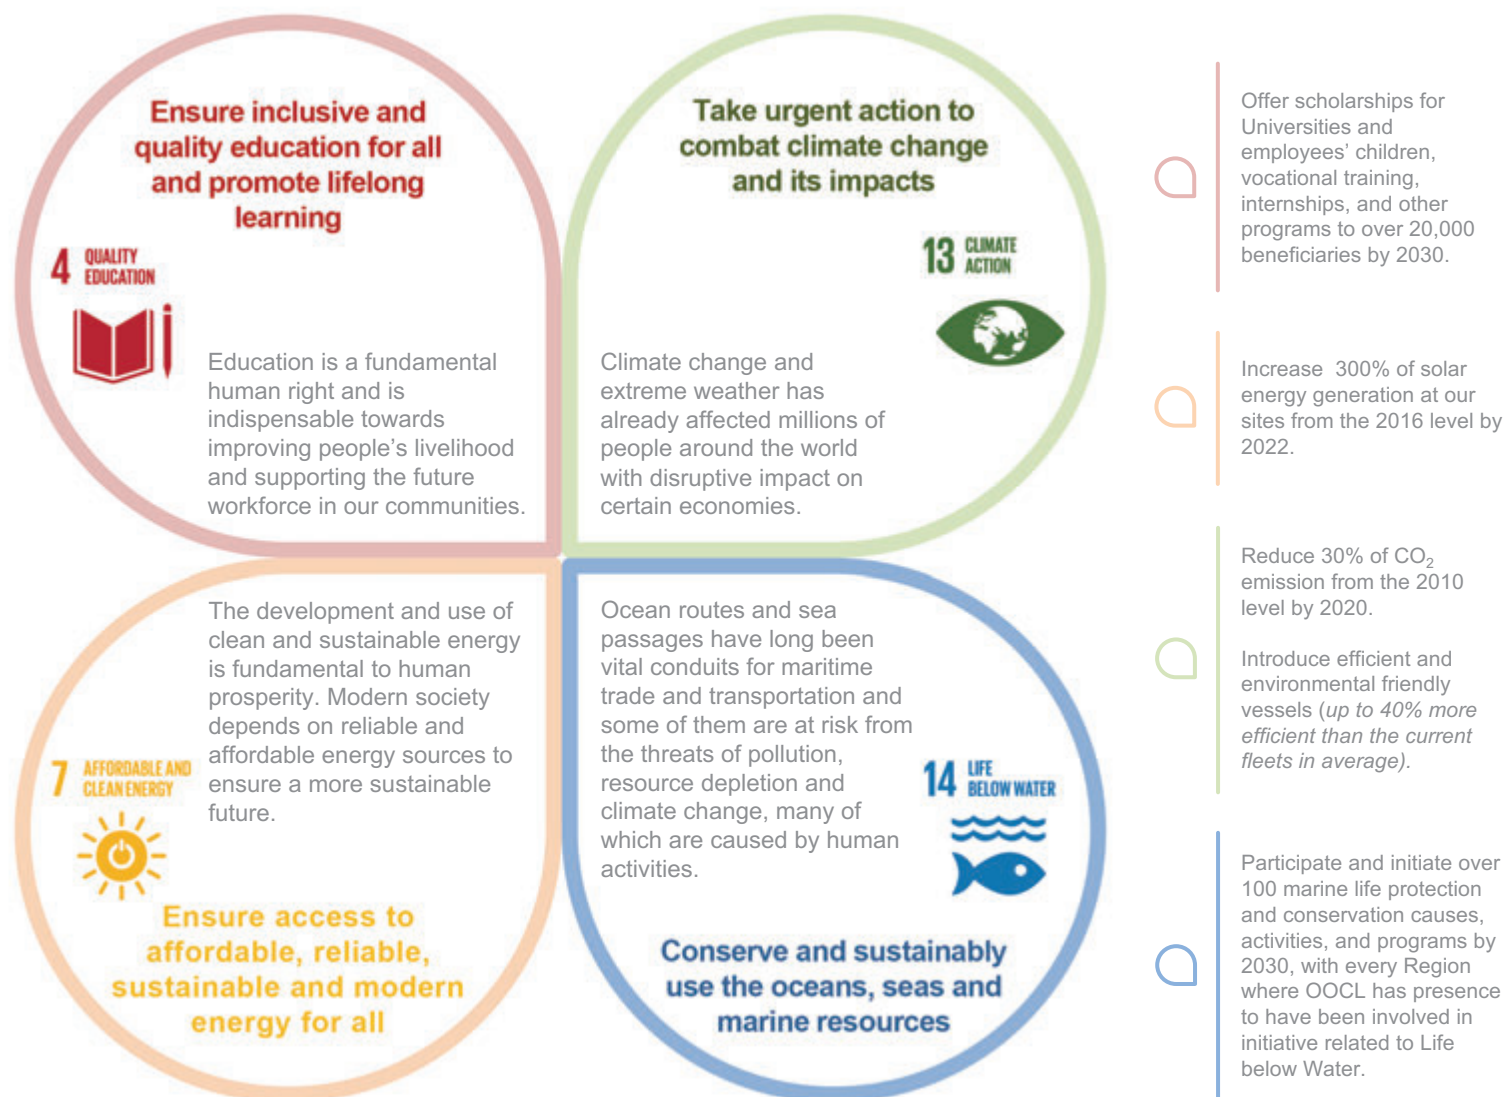 Ensure inclusive and
quality education for all
and promote lifelong
learning
4 QUALITY
EDUCATION
Education is a fundamental
human right and is
indispensable towards
improving people's livelihood
and supporting the future
workforce in our communities.
Take urgent action to
combat climate change
and its impacts
13 CLIMATE
ACTION
Climate change and
extreme weather has
already affected millions of
people around the world
with disruptive impact on
certain economies.
The development and use of
clean and sustainable energy
is fundamental to human
prosperity. Modern society
depends on reliable and
affordable energy sources to
ensure a more sustainable
future.
7 AFFORDABLE AND
CLEAN ENERGY
Ensure access to
affordable, reliable,
sustainable and modern
energy for all
Ocean routes and sea
passages have long been
vital conduits for maritime
trade and transportation and
some of them are at risk from
the threats of pollution,
resource depletion and
climate change, many of
which are caused by human
activities.
14 LIFE
BELOW WATER
Conserve and sustainably
use the oceans, seas and
marine resources
Offer scholarships for
Universities and
employees' children,
vocational training,
internships, and other
programs to over 20,000
beneficiaries by 2030.
Increase 300% of solar
energy generation at our
sites from the 2016 level by
2022.
Reduce 30% of CO₂
emission from the 2010
level by 2020.
Introduce efficient and
environmental friendly
vessels (up to 40% more
efficient than the current
fleets in average).
Participate and initiate over
100 marine life protection
and conservation causes,
activities, and programs by
2030, with every Region
where OOCL has presence
to have been involved in
initiative related to Life
below Water.